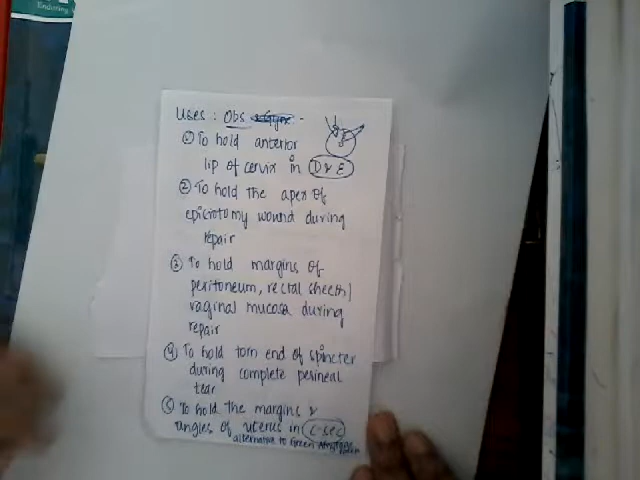 Uses: Obs
① To hold anterior
lip of cervix in D & E
② To hold the apex of
episiotomy wound during
repair
③ To hold margins of
peritoneum, rectal sheeth/
vaginal mucosa during
repair
④ To hold torn end of spincter
during complete perineal
tear
⑤ To hold the margins &
angles of uterus in C-sec
alternative to Green